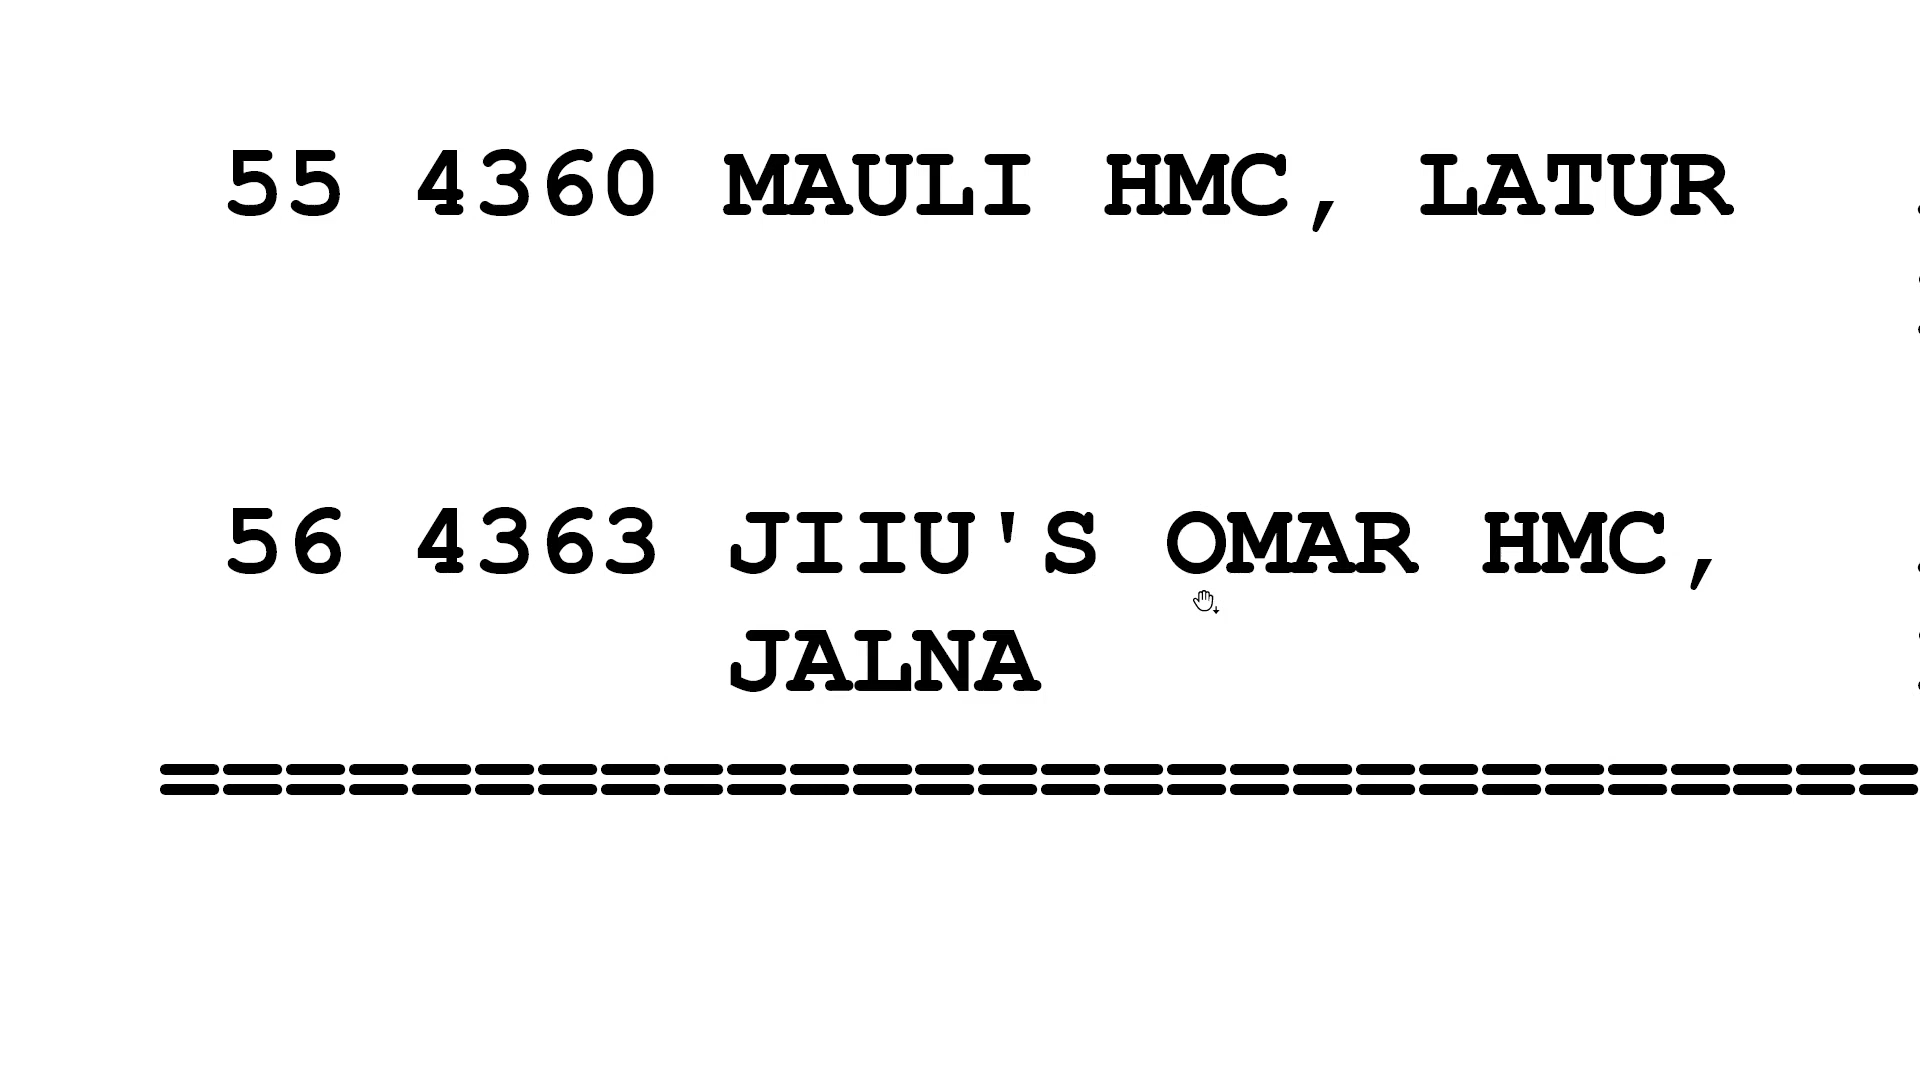 55 4360 MAULI HMC, LATUR
56 4363 JIIU'S OMAR HMC,
JALNA
============================